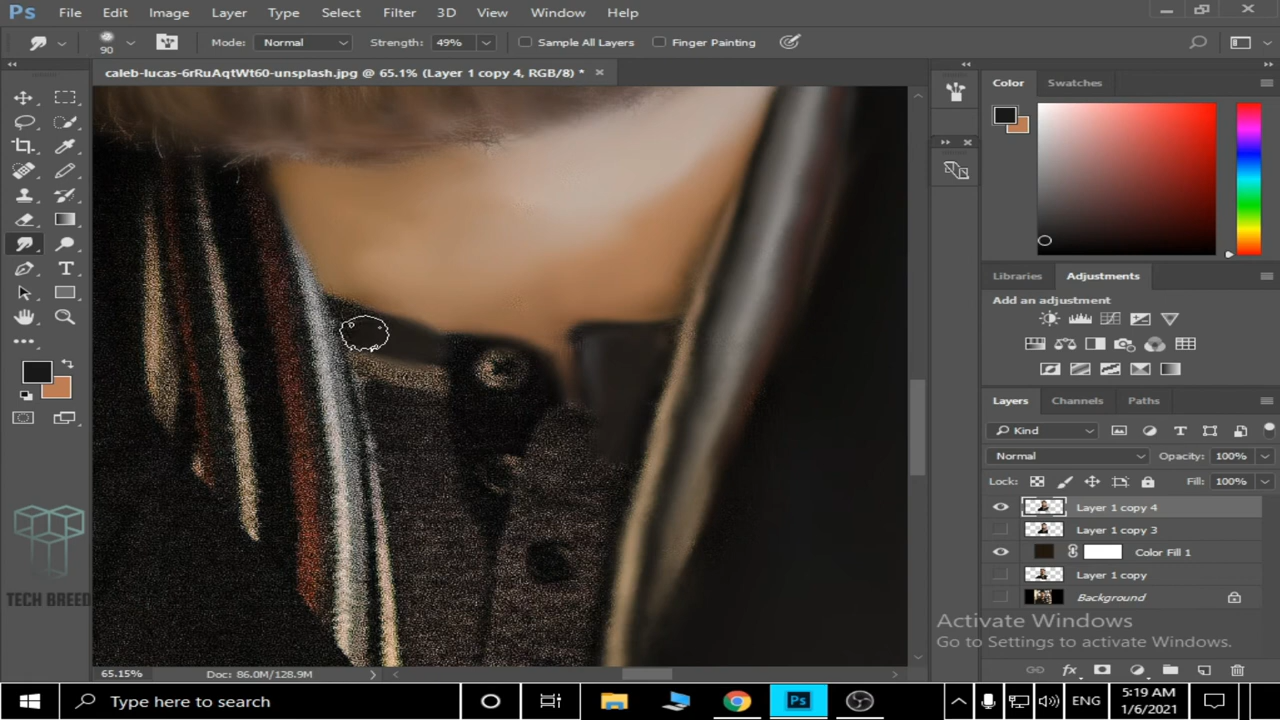 Ps File Edit Image Layer Type Select Filter 3D View Window Help
90 Mode: Normal Strength: 49% Sample All Layers Finger Painting
caleb-lucas-6rRuAqtWt60-unsplash.jpg @ 65.1% (Layer 1 copy 4, RGB/8) * ×
Color Swatches
Libraries Adjustments
Add an adjustment
Layers Channels Paths
Kind
Normal Opacity: 100%
Lock: Fill: 100%
Layer 1 copy 4
Layer 1 copy 3
Color Fill 1
Layer 1 copy
Background
TECH BREED
Activate Windows
Go to Settings to activate Windows.
65.15% Doc: 86.0M/128.9M
Type here to search
Ps
ENG
5:19 AM
1/6/2021